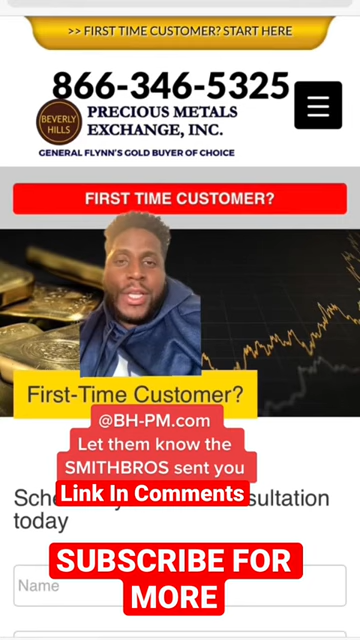 >> FIRST TIME CUSTOMER? START HERE
866-346-5325
BEVERLY
HILLS
PRECIOUS METALS
EXCHANGE, INC.
GENERAL FLYNN'S GOLD BUYER OF CHOICE
FIRST TIME CUSTOMER?
First-Time Customer?
@BH-PM.com
Let them know the
SMITHBROS sent you
Link In Comments
today
SUBSCRIBE FOR
MORE
Name